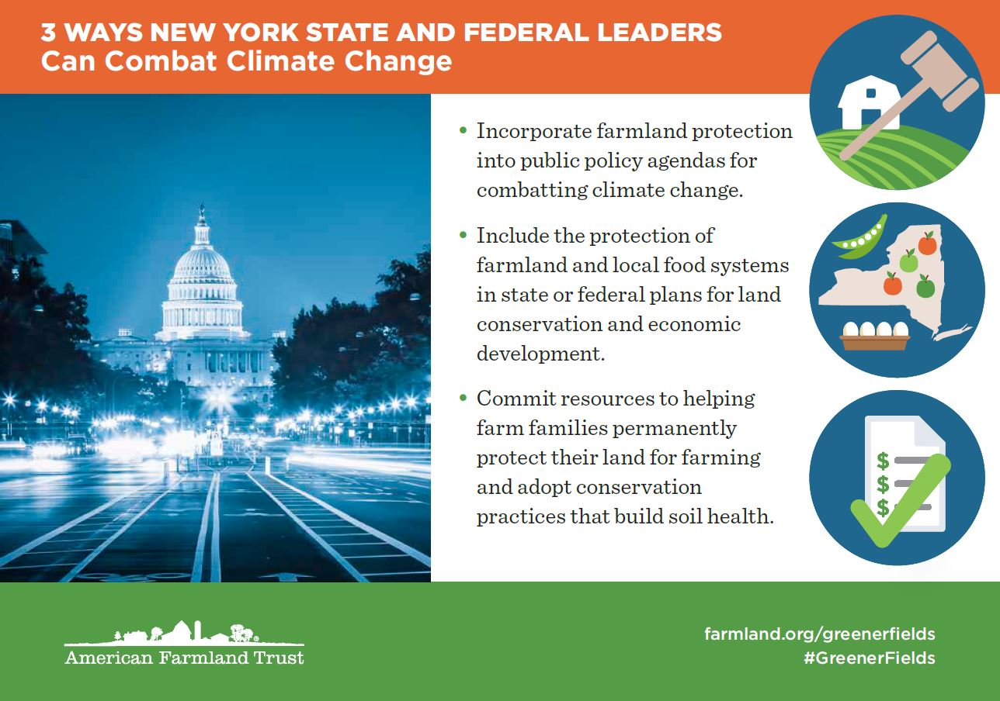 3 WAYS NEW YORK STATE AND FEDERAL LEADERS
Can Combat Climate Change
• Incorporate farmland protection
into public policy agendas for
combatting climate change.
• Include the protection of
farmland and local food systems
in state or federal plans for land
conservation and economic
development.
• Commit resources to helping
farm families permanently
protect their land for farming
and adopt conservation
practices that build soil health.
$
$
$
American Farmland Trust
farmland.org/greenerfields
#GreenerFields